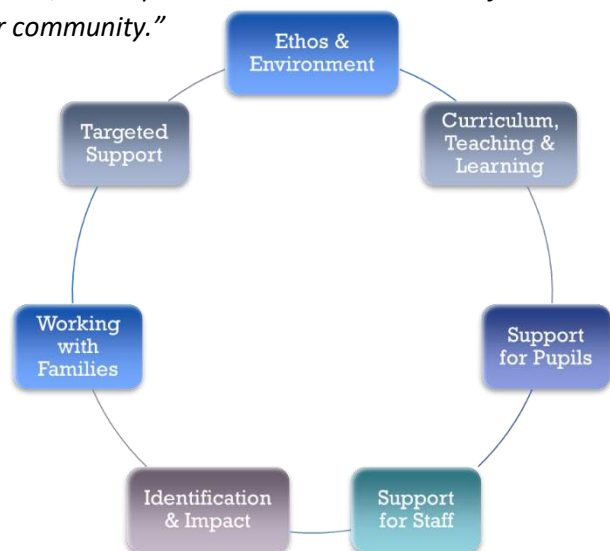 r community.”
Ethos &
Environment
Curriculum,
Teaching &
Learning
Support
for Pupils
Support
for Staff
Identification
& Impact
Working
with
Families
Targeted
Support